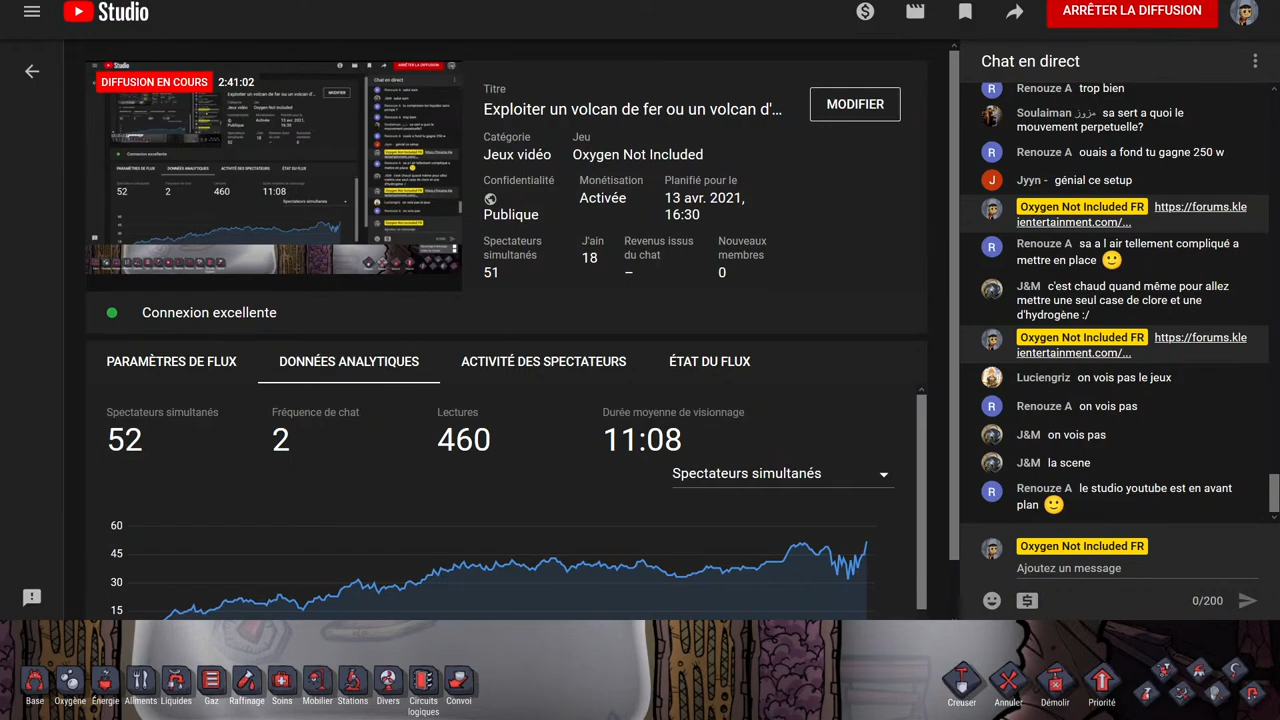 Studio
ARRÊTER LA DIFFUSION
DIFFUSION EN COURS
2:41:02
Titre
Exploiter un volcan de fer ou un volcan d'...
MODIFIER
Catégorie
Jeu
Jeux vidéo
Oxygen Not Included
Confidentialité
Monétisation
Planifié pour le
Publique
Activée
13 avr. 2021,
16:30
Spectateurs
simultanés
J'ain
Revenus issus
du chat
Nouveaux
membres
51
18
–
0
Connexion excellente
PARAMÈTRES DE FLUX
DONNÉES ANALYTIQUES
ACTIVITÉ DES SPECTATEURS
ÉTAT DU FLUX
Spectateurs simultanés
Fréquence de chat
Lectures
Durée moyenne de visionnage
52
2
460
11:08
Spectateurs simultanés
60
45
30
15
Chat en direct
Renouze A trop bien
sa sert a quoi le
mouvement perpetuelle?
Renouze A caisse a fond tu gagne 250 w
Jyyn - génial ce setup
Oxygen Not Included FR https://forums.kle
ientertainment.com/...
Renouze A sa a l air tellement compliqué a
mettre en place
J&M c'est chaud quand même pour allez
mettre une seul case de clore et une
d'hydrogène :/
Oxygen Not Included FR https://forums.kle
ientertainment.com/...
Luciengriz on vois pas le jeux
Renouze A on vois pas
J&M on vois pas
J&M la scene
Renouze A le studio youtube est en avant
plan
Oxygen Not Included FR
Ajoutez un message
0/200
Base
Oxygène
Énergie
Aliments
Liquides
Gaz
Raffinage
Soins
Mobilier
Stations
Divers
Circuits
logiques
Convoi
Creuser
Annuler
Démolir
Priorité